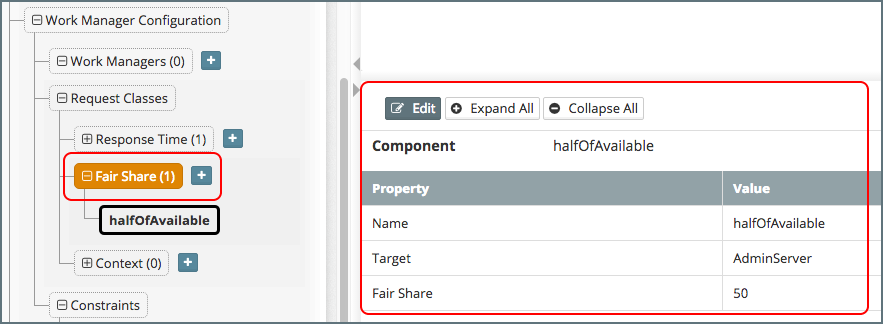 Work Manager Configuration
Work Managers (0)
Request Classes
Response Time (1)
Fair Share (1)
halfOfAvailable
Context (0)
Constraints
Edit Expand All Collapse All
Component halfOfAvailable
Property Value
Name halfOfAvailable
Target AdminServer
Fair Share 50